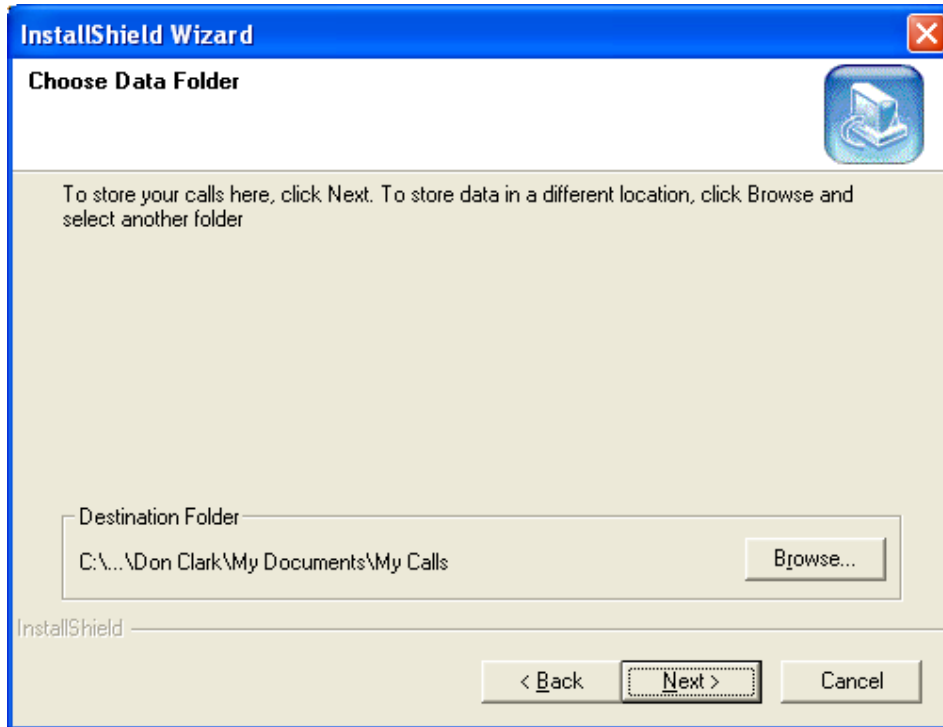 InstallShield Wizard
Choose Data Folder
To store your calls here, click Next. To store data in a different location, click Browse and
select another folder
Destination Folder
C:\...\Don Clark\My Documents\My Calls
Browse...
InstallShield
< Back
Next >
Cancel